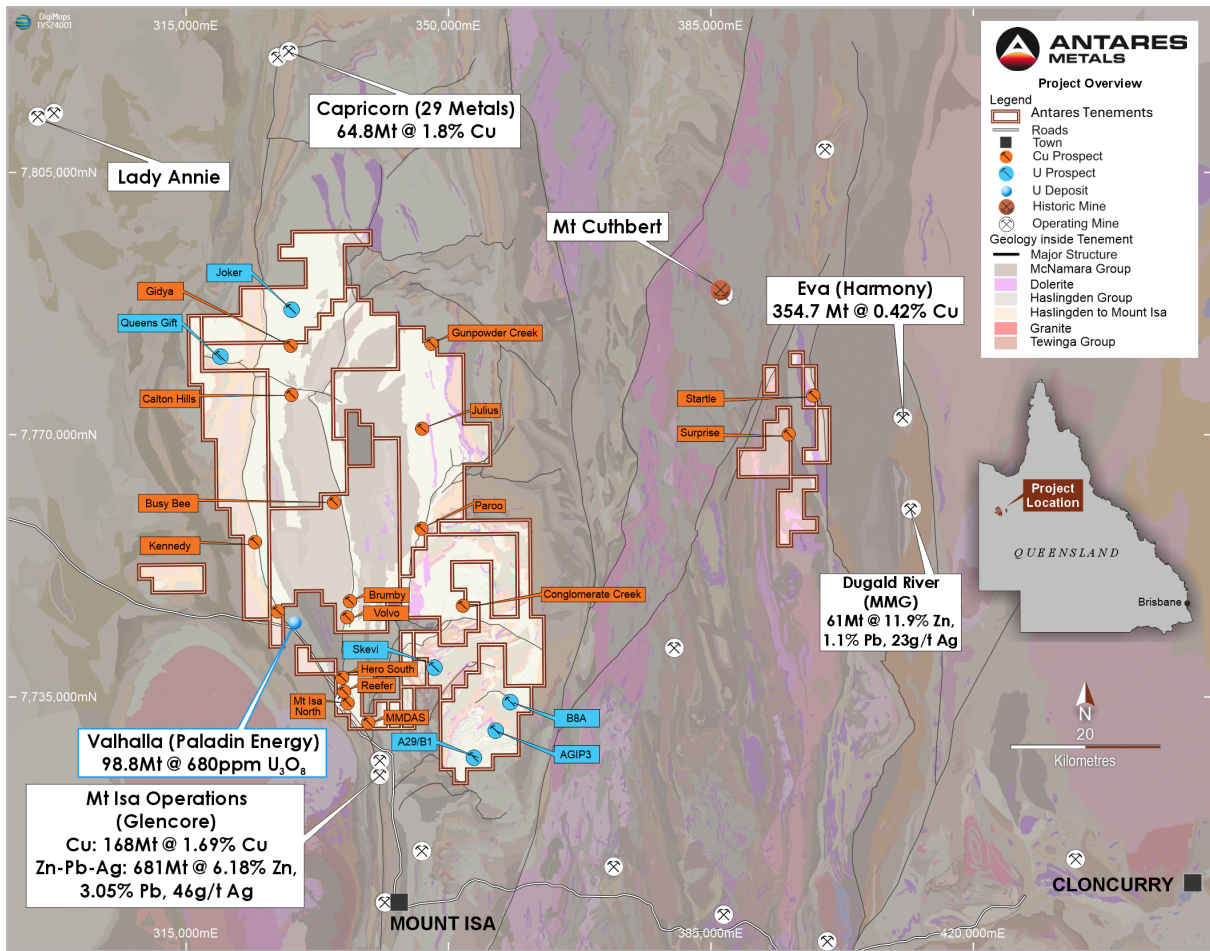 DigiMaps
N1S24001
315,000mE
350,000mE
385,000mE
ANTARES
METALS
Project Overview
Legend
Antares Tenements
Roads
Town
Cu Prospect
U Prospect
U Deposit
Historic Mine
Operating Mine
Geology inside Tenement
Major Structure
McNamara Group
Dolerite
Haslingden Group
Haslingden to Mount Isa
Granite
Tewinga Group
Capricorn (29 Metals)
64.8Mt @ 1.8% Cu
Lady Annie
7,805,000mN
Mt Cuthbert
Joker
Gidya
Queens Gift
Eva (Harmony)
354.7 Mt @ 0.42% Cu
Gunpowder Creek
Calton Hills
Julius
Startle
Surprise
7,770,000mN
Busy Bee
Paroo
Kennedy
Project
Location
QUEENSLAND
Brisbane
Brumby
Volvo
Conglomerate Creek
Dugald River
(MMG)
61Mt @ 11.9% Zn,
1.1% Pb, 23g/t Ag
Skevi
Hero South
Reefer
Mt Isa
North
MMDAS
7,735,000mN
B8A
AGIP3
A29/B1
N
20
Kilometres
Valhalla (Paladin Energy)
98.8Mt @ 680ppm U₃O₈
Mt Isa Operations
(Glencore)
Cu: 168Mt @ 1.69% Cu
Zn-Pb-Ag: 681Mt @ 6.18% Zn,
3.05% Pb, 46g/t Ag
MOUNT ISA
CLONCURRY
315,000mE
385,000mE
420,000mE